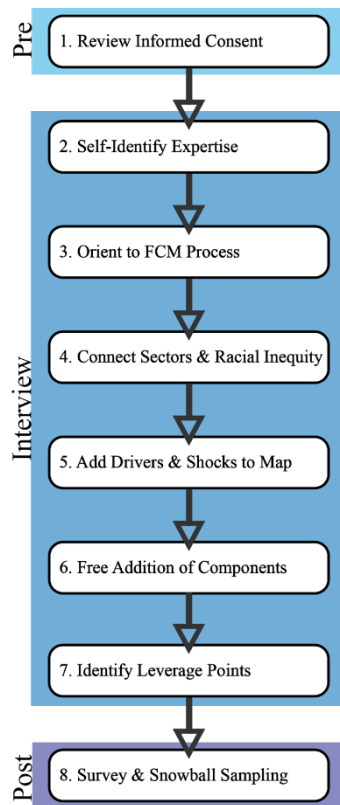 Pre
1. Review Informed Consent
Interview
2. Self-Identify Expertise
3. Orient to FCM Process
4. Connect Sectors & Racial Inequity
5. Add Drivers & Shocks to Map
6. Free Addition of Components
7. Identify Leverage Points
Post
8. Survey & Snowball Sampling